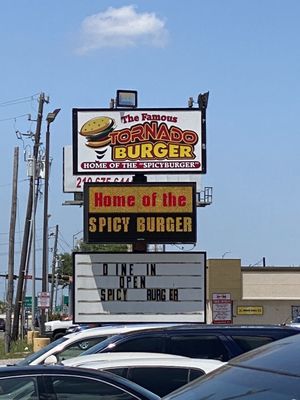 The Famous
TORNADO
BURGER
HOME OF THE "SPICYBURGER"
Home of the
SPICY BURGER
DINE IN
OPEN
SPICY BURGER